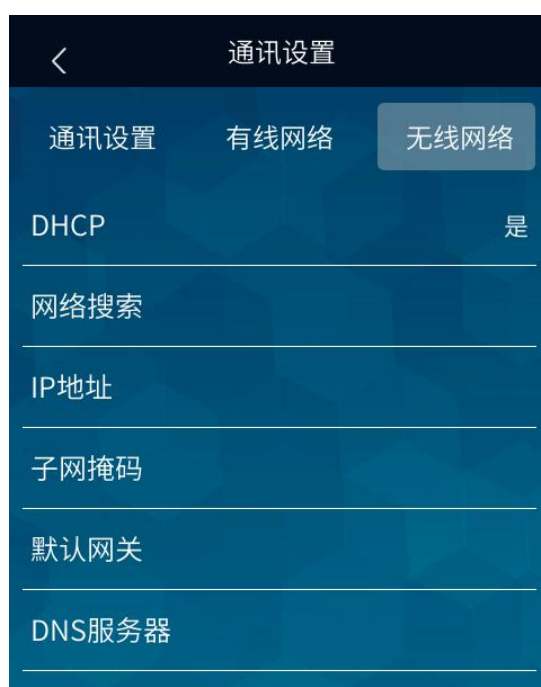 通讯设置
通讯设置 有线网络 无线网络
DHCP 是
网络搜索
IP地址
子网掩码
默认网关
DNS服务器